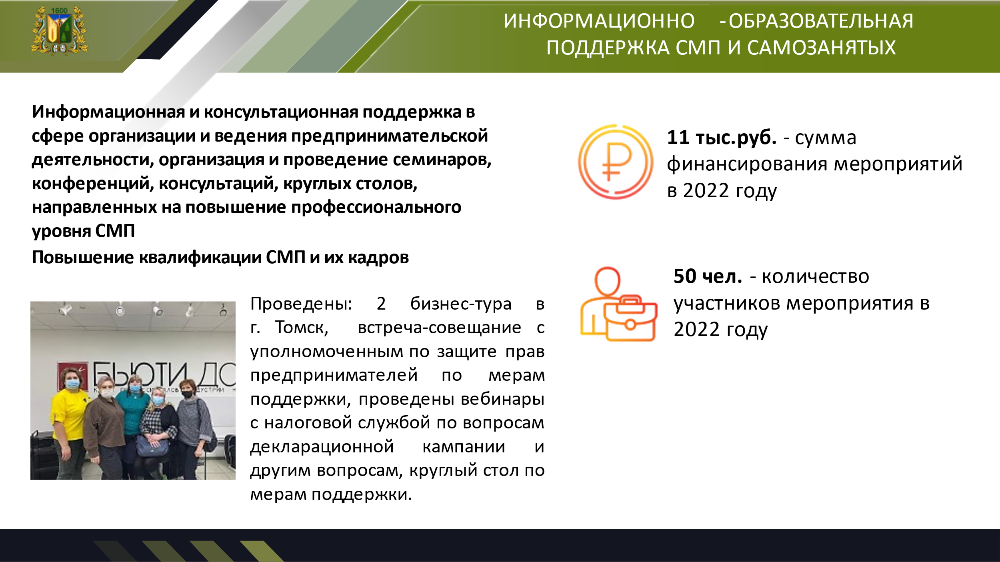 1600
ИНФОРМАЦИОННО -ОБРАЗОВАТЕЛЬНАЯ
ПОДДЕРЖКА СМП И САМОЗАНЯТЫХ
Информационная и консультационная поддержка в
сфере организации и ведения предпринимательской
деятельности, организация и проведение семинаров,
конференций, консультаций, круглых столов,
направленных на повышение профессионального
уровня СМП
Повышение квалификации СМП и их кадров
БЬЮТИ ДО
Проведены: 2 бизнес-тура в
г. Томск, встреча-совещание с
уполномоченным по защите прав
предпринимателей по мерам
поддержки, проведены вебинары
с налоговой службой по вопросам
декларационной кампании и
другим вопросам, круглый стол по
мерам поддержки.
11 тыс.руб. - сумма
финансирования мероприятий
в 2022 году
50 чел. - количество
участников мероприятия в
2022 году